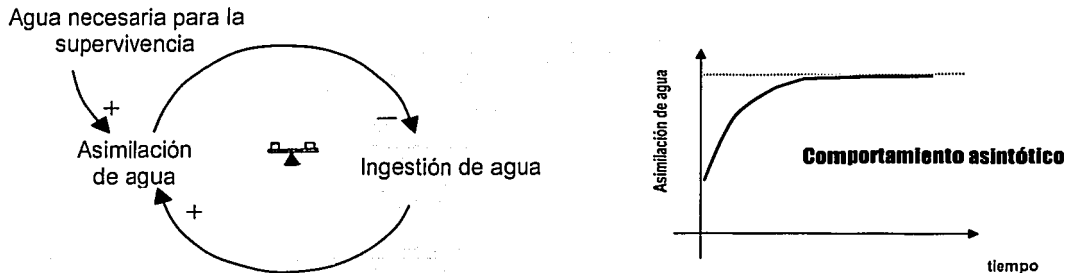 Agua necesaria para la
supervivencia
+
Asimilación
de agua
−
Ingestión de agua
+
Asimilación de agua
Comportamiento asintótico
tiempo